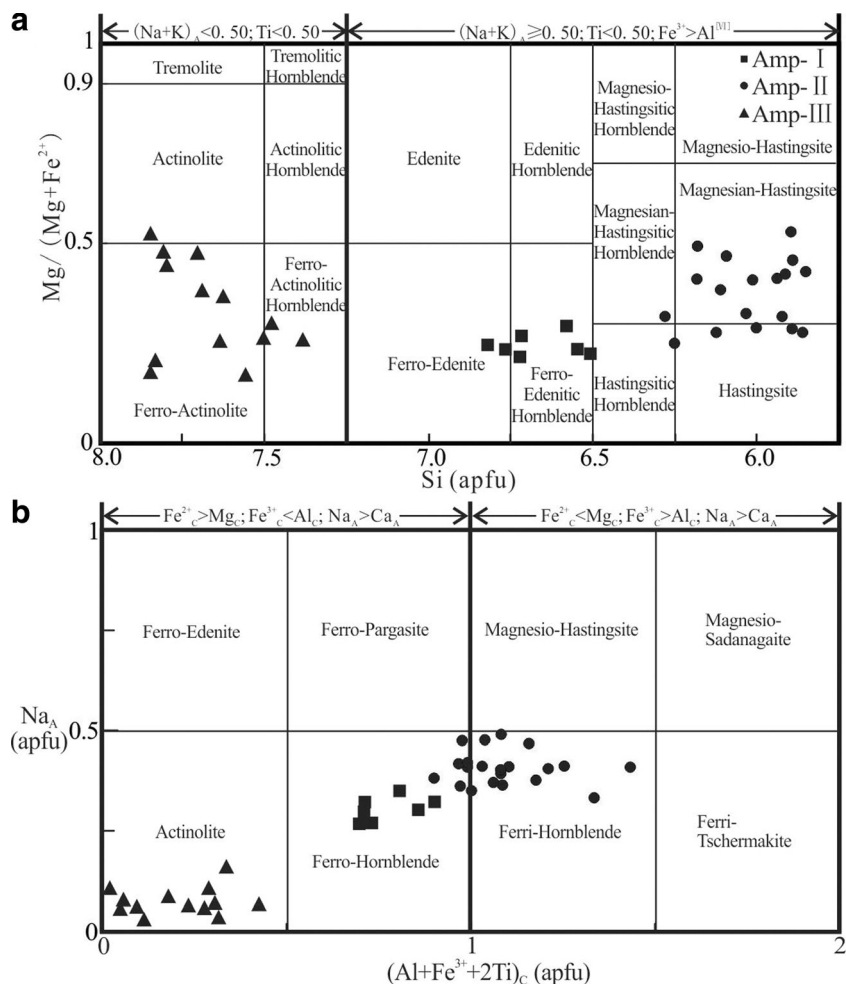 a
(Na+K)A<0.50; Ti<0.50
(Na+K)A≥0.50; Ti<0.50; Fe³⁺>Al[VI]
1
0.9
0.5
0
Mg/(Mg+Fe²⁺)
Tremolite
Tremolitic
Hornblende
Actinolite
Actinolitic
Hornblende
Ferro-
Actinolitic
Hornblende
Ferro-Actinolite
Edenite
Edenitic
Hornblende
Ferro-Edenite
Ferro-
Edenitic
Hornblende
Magnesio-
Hastingsitic
Hornblende
Magnesian-
Hastingsitic
Hornblende
Hastingsitic
Hornblende
Amp-Ⅰ
Amp-Ⅱ
Amp-Ⅲ
Magnesio-Hastingsite
Magnesian-Hastingsite
Hastingsite
8.0
7.5
7.0
6.5
6.0
Si (apfu)
b
Fe²⁺C>MgC; Fe³⁺C<AlC; NaA>CaA
Fe²⁺C<MgC; Fe³⁺C>AlC; NaA>CaA
1
0.5
0
NaA
(apfu)
Ferro-Edenite
Ferro-Pargasite
Magnesio-Hastingsite
Magnesio-
Sadanagaite
Actinolite
Ferro-Hornblende
Ferri-Hornblende
Ferri-
Tschermakite
0
1
2
(Al+Fe³⁺+2Ti)C (apfu)